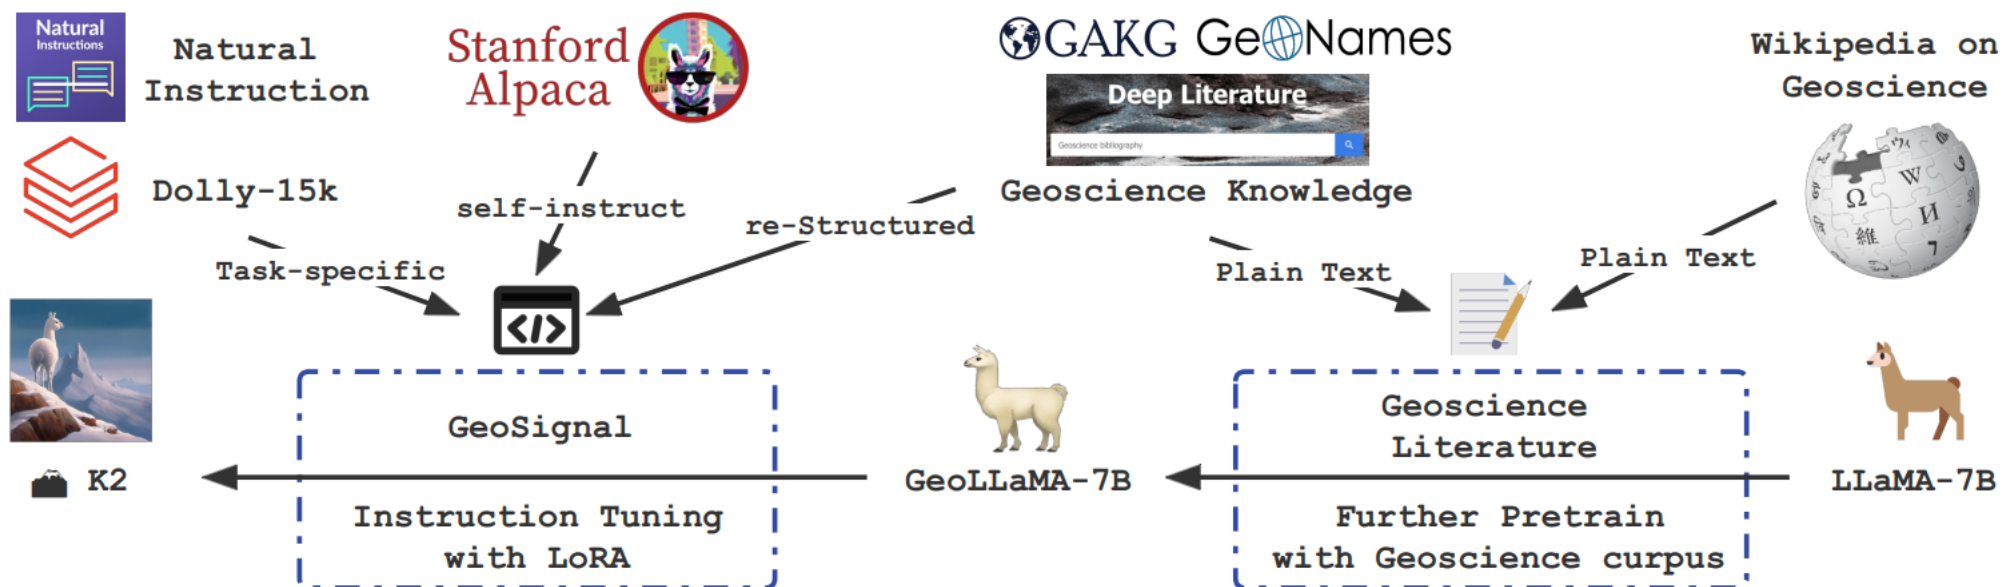 Natural
Instructions
Natural
Instruction
Stanford
Alpaca
GAKG GeoNames
Deep Literature
Geoscience bibliography
Wikipedia on
Geoscience
Dolly-15k
self-instruct
Geoscience Knowledge
re-Structured
Task-specific
Plain Text
Plain Text
</>
Ω W И
維
GeoSignal
Geoscience
Literature
K2
GeoLLaMA-7B
LLaMA-7B
Instruction Tuning
with LoRA
Further Pretrain
with Geoscience curpus